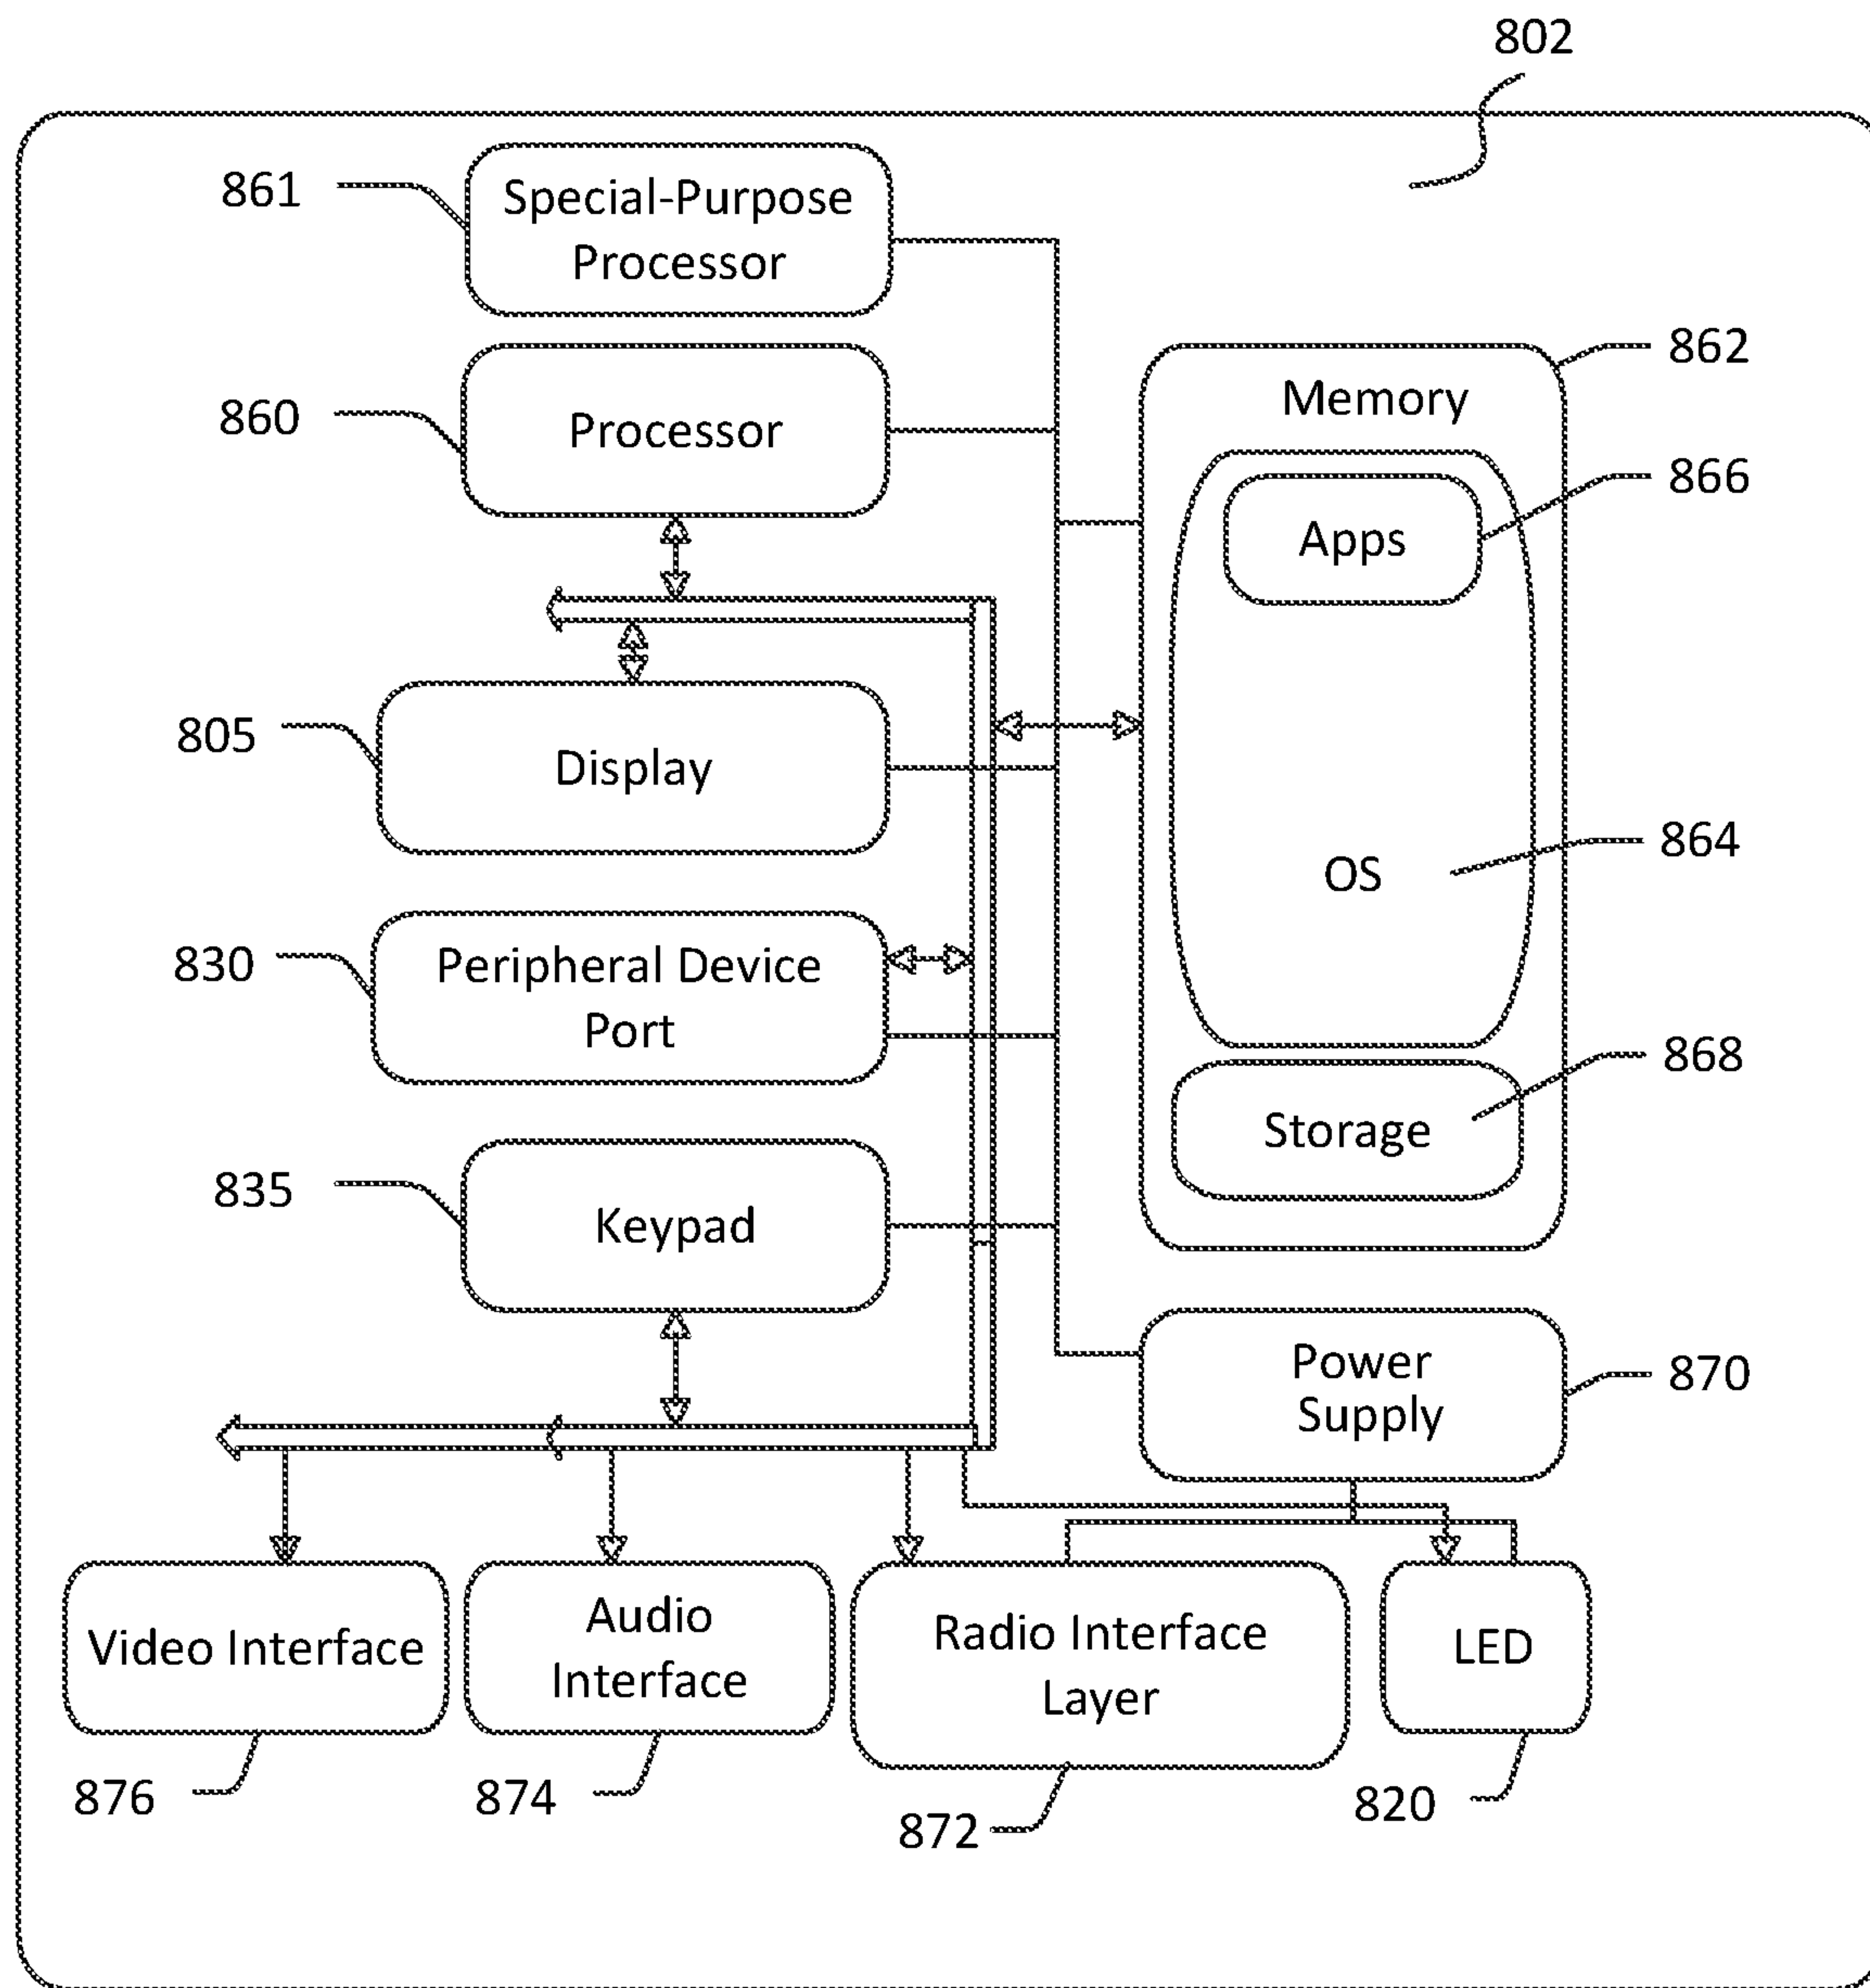 802
861
Special-Purpose
Processor
862
Memory
860
Processor
866
Apps
805
Display
864
OS
830
Peripheral Device
Port
868
Storage
835
Keypad
Power
Supply
870
Video Interface
Audio
Interface
Radio Interface
Layer
LED
876
874
872
820